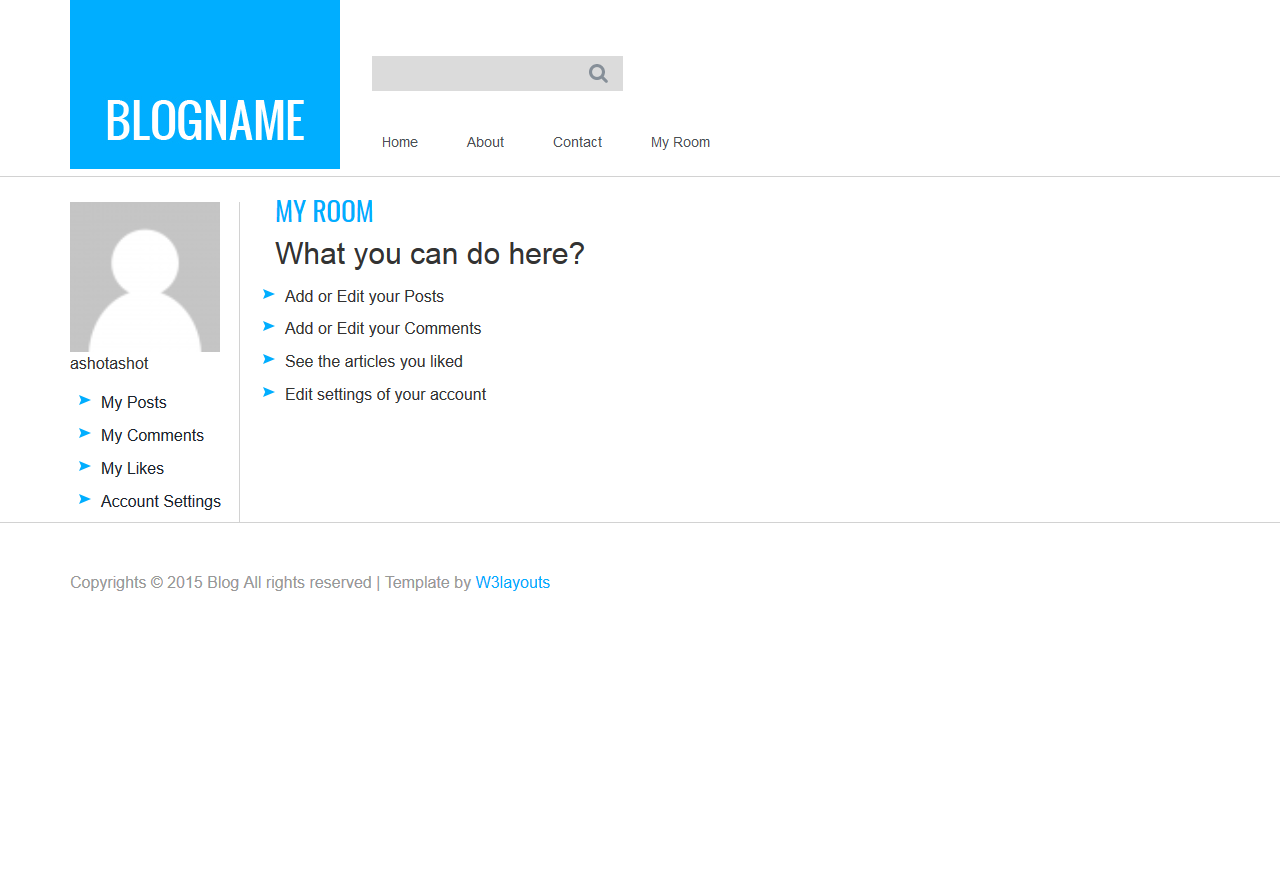 BLOGNAME
Home About Contact My Room
MY ROOM
What you can do here?
Add or Edit your Posts
Add or Edit your Comments
See the articles you liked
Edit settings of your account
ashotashot
My Posts
My Comments
My Likes
Account Settings
Copyrights © 2015 Blog All rights reserved | Template by W3layouts